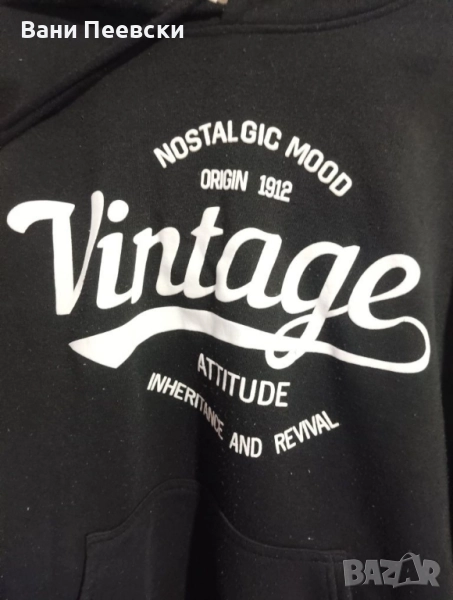 Вани Пеевски
NOSTALGIC MOOD
ORIGIN 1912
Vintage
ATTITUDE
INHERITANCE AND REVIVAL
BAZAR